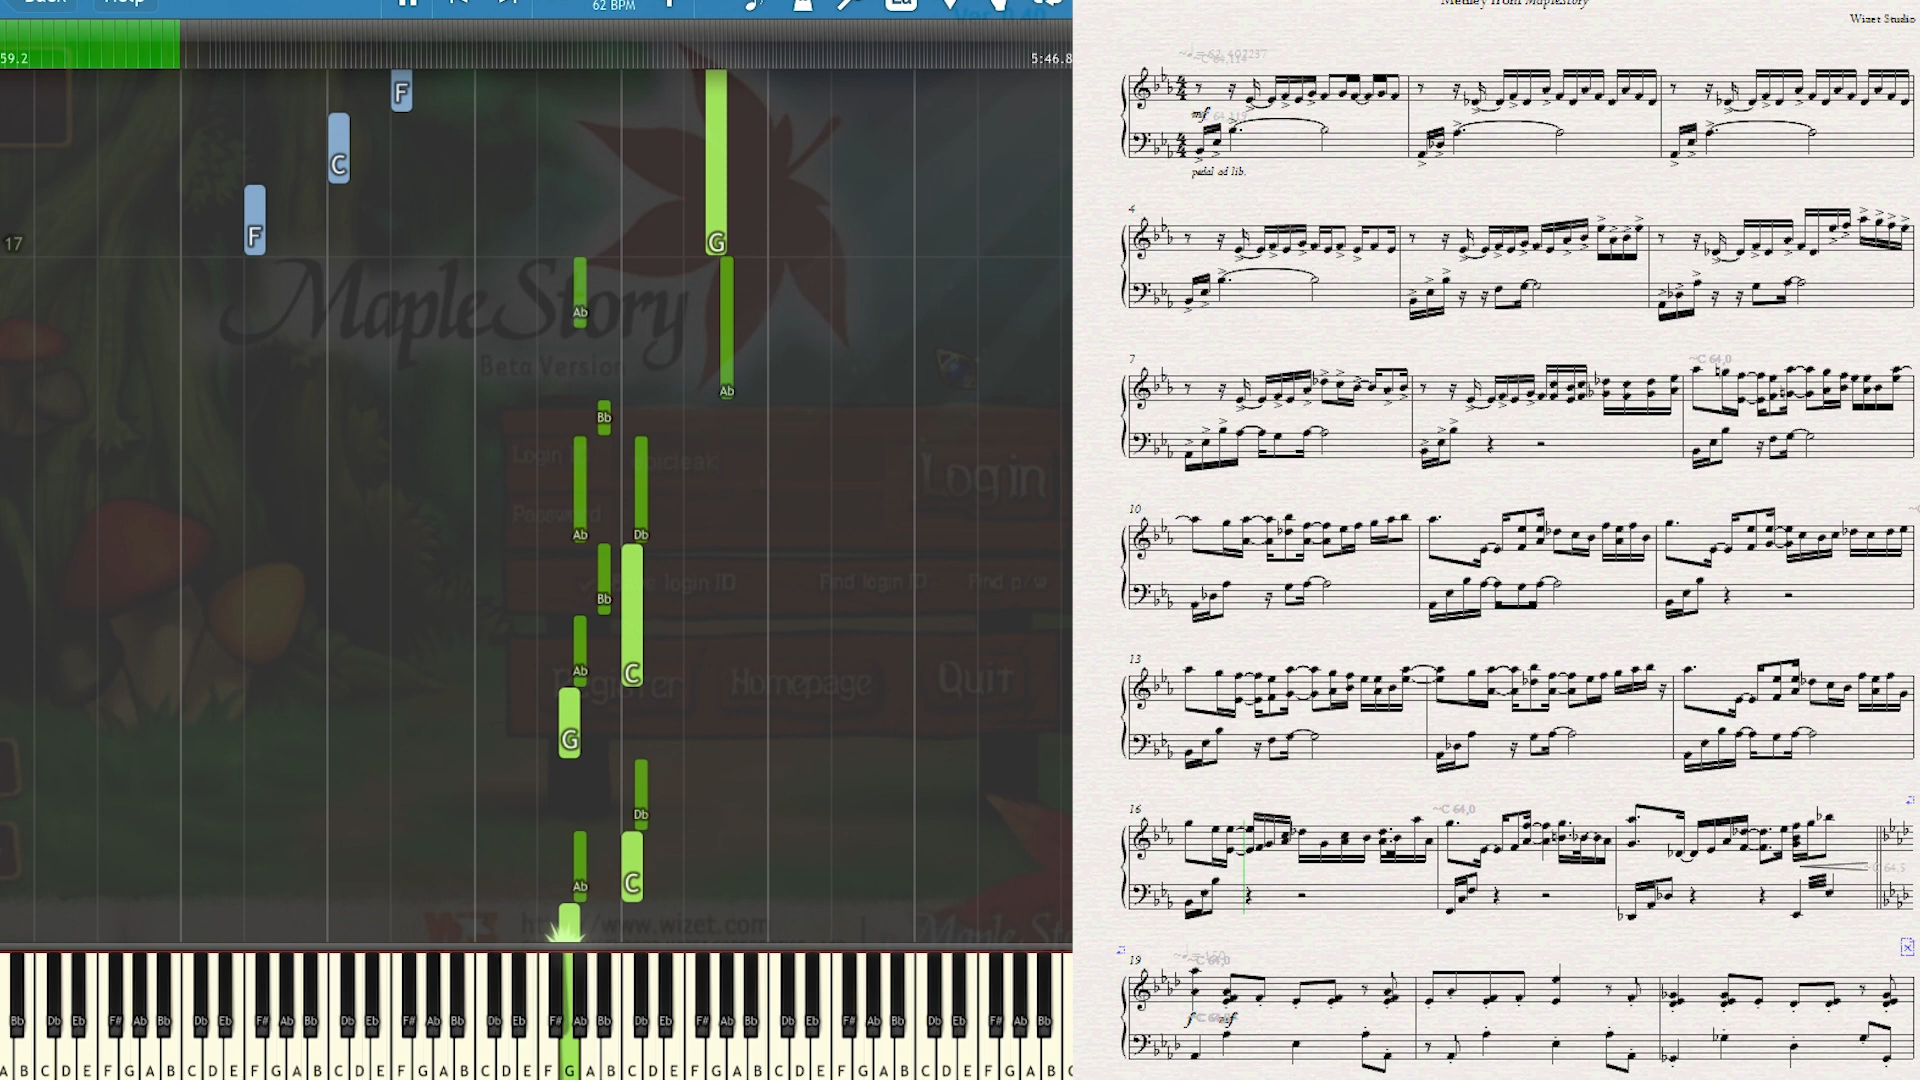 Back Help
62 BPM
Medley from MapleStory
Wizet Studio
59.2
5:46.8
F
C
F
G
17
Ab
MapleStory
Beta Version
Ab
Bb
Login
Log in
Password
Ab Db
Bb
login ID Find login ID Find p/w
Ab
C
Register Homepage Quit
G
Db
Ab
C
http://www.wizet.com
MapleStory
mf
pedal ad lib.
4
7
~C 64,0
10
13
16
~C 64,0
19
f mf
Bb Db Eb F# Ab Bb Db Eb F# Ab Bb Db Eb F# Ab Bb Db Eb F# Ab Bb Db Eb F# Ab Bb Db Eb F# Ab Bb Db Eb F# Ab Bb
A B C D E F G A B C D E F G A B C D E F G A B C D E F G A B C D E F G A B C D E F G A B C D E F G A B C